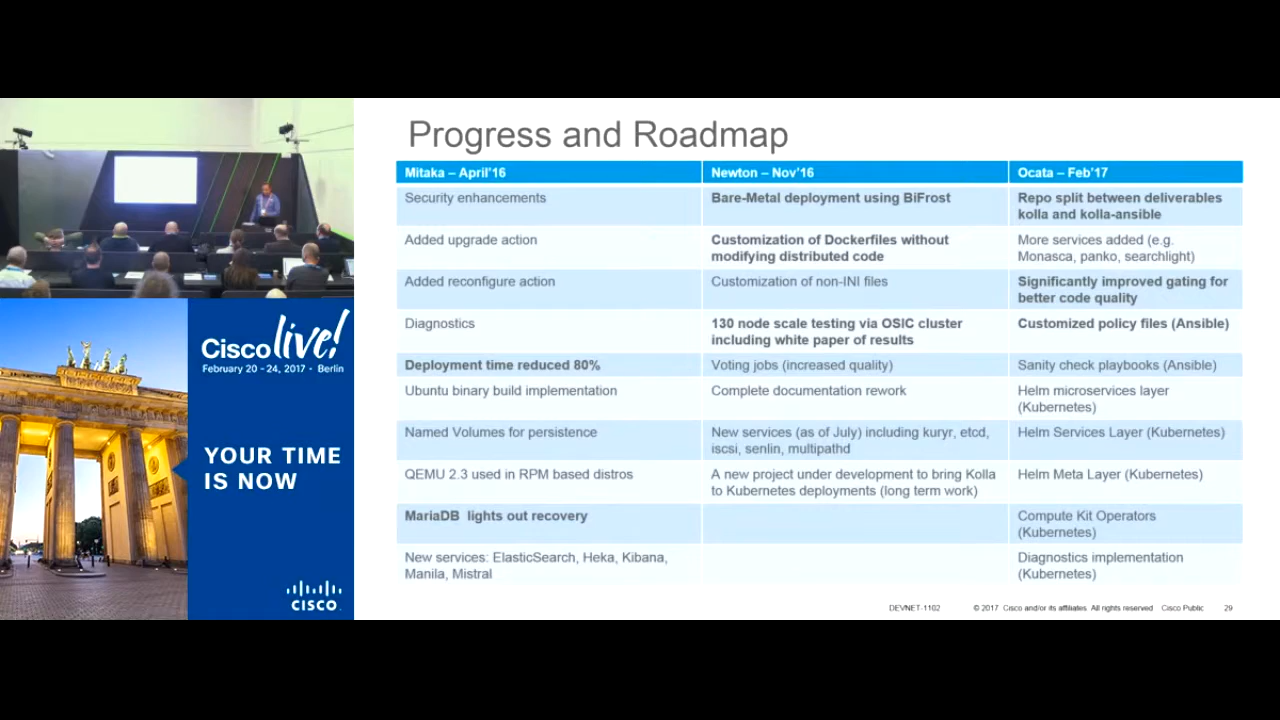 Progress and Roadmap
Mitaka – April'16
Newton – Nov'16
Ocata – Feb'17
Security enhancements
Bare-Metal deployment using BiFrost
Repo split between deliverables
kolla and kolla-ansible
Added upgrade action
Customization of Dockerfiles without
modifying distributed code
More services added (e.g.
Monasca, panko, searchlight)
Added reconfigure action
Customization of non-INI files
Significantly improved gating for
better code quality
Diagnostics
130 node scale testing via OSIC cluster
including white paper of results
Customized policy files (Ansible)
Deployment time reduced 80%
Voting jobs (increased quality)
Sanity check playbooks (Ansible)
Ubuntu binary build implementation
Complete documentation rework
Helm microservices layer
(Kubernetes)
Named Volumes for persistence
New services (as of July) including kuryr, etcd,
iscsi, senlin, multipathd
Helm Services Layer (Kubernetes)
QEMU 2.3 used in RPM based distros
A new project under development to bring Kolla
to Kubernetes deployments (long term work)
Helm Meta Layer (Kubernetes)
MariaDB lights out recovery
Compute Kit Operators
(Kubernetes)
New services: ElasticSearch, Heka, Kibana,
Manila, Mistral
Diagnostics implementation
(Kubernetes)
DEVNET-1102
© 2017 Cisco and/or its affiliates. All rights reserved
Cisco Public
29
Cisco live!
February 20 - 24, 2017 · Berlin
YOUR TIME
IS NOW
CISCO